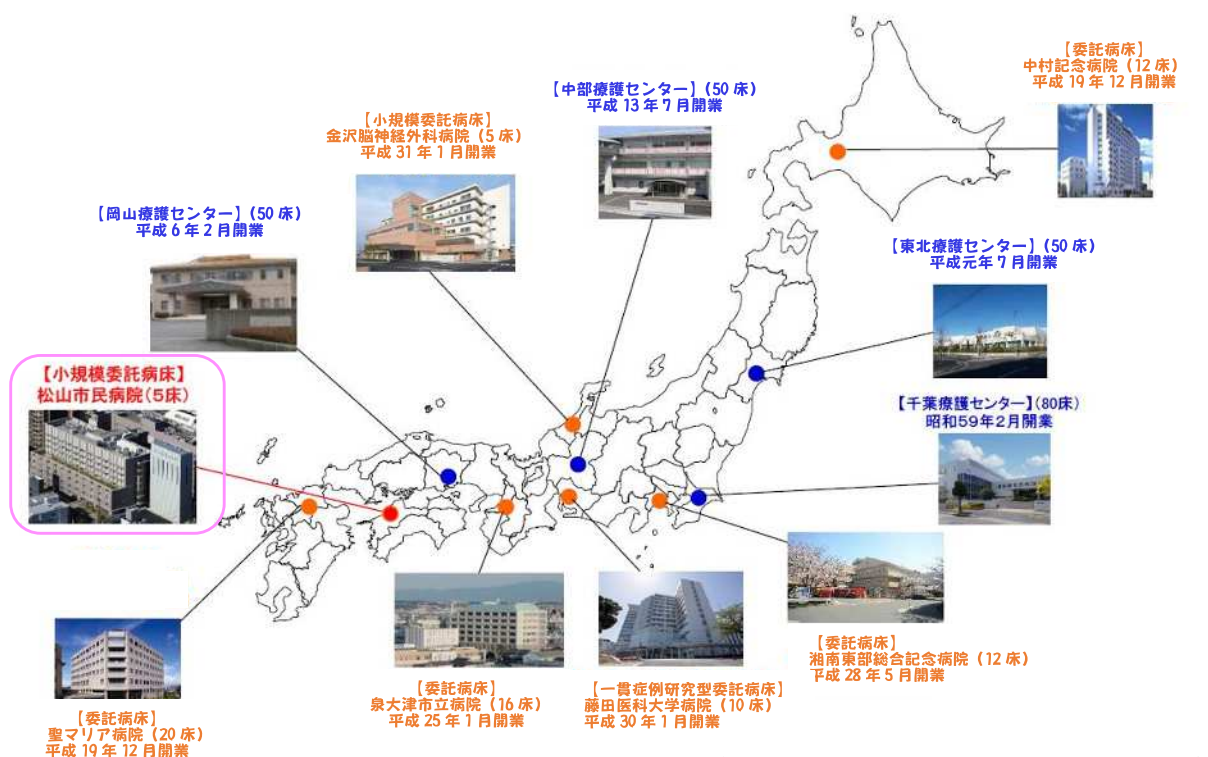 【委託病床】
中村記念病院（12床）
平成19年12月開業
【中部療護センター】（50床）
平成13年7月開業
【小規模委託病床】
金沢脳神経外科病院（5床）
平成31年1月開業
【岡山療護センター】（50床）
平成6年2月開業
【東北療護センター】（50床）
平成元年7月開業
【小規模委託病床】
松山市民病院（5床）
【千葉療護センター】（80床）
昭和59年2月開業
【委託病床】
湘南東部総合記念病院（12床）
平成28年5月開業
【委託病床】
泉大津市立病院（16床）
平成25年1月開業
【一貫症例研究型委託病床】
藤田医科大学病院（10床）
平成30年1月開業
【委託病床】
聖マリア病院（20床）
平成19年12月開業